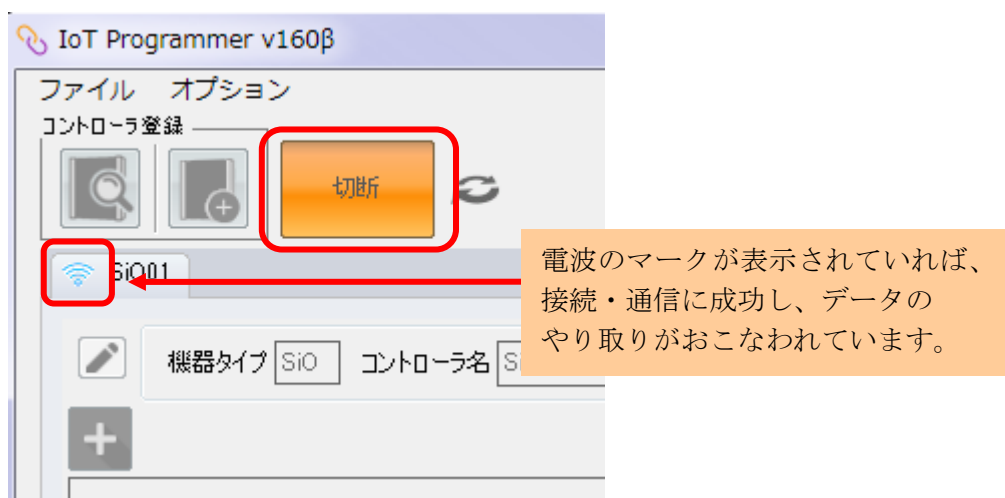 IoT Programmer v160β
ファイル オプション
コントローラ登録
切断
SiO01
電波のマークが表示されていれば、
接続・通信に成功し、データの
やり取りがおこなわれています。
機器タイプ SiO コントローラ名